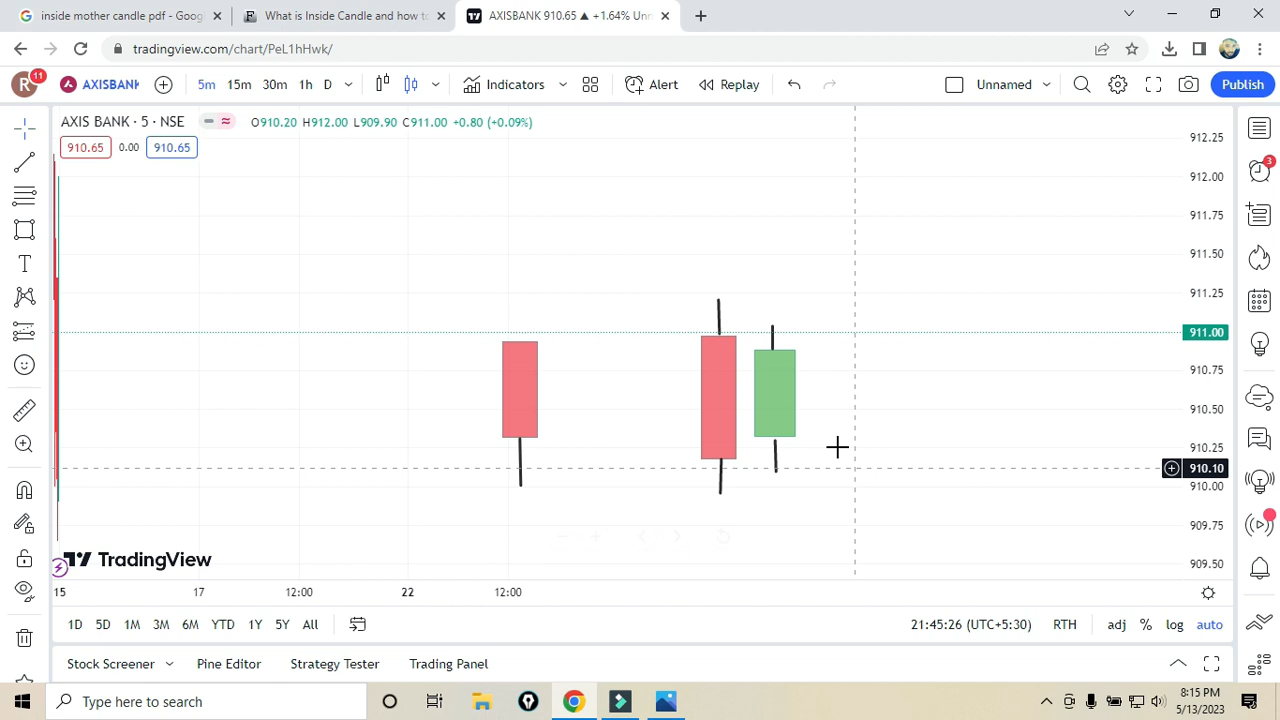 inside mother candle pdf - Goog
What is Inside Candle and how to
AXISBANK 910.65 ▲ +1.64% Unn
tradingview.com/chart/PeL1hHwk/
R 11 AXISBANK 5m 15m 30m 1h D Indicators Alert Replay Unnamed Publish
AXIS BANK · 5 · NSE O910.20 H912.00 L909.90 C911.00 +0.80 (+0.09%)
910.65 0.00 910.65
912.25
912.00
911.75
911.50
911.25
911.00
910.75
910.50
910.25
910.10
910.00
909.75
909.50
3
TradingView
15 17 12:00 22 12:00
1D 5D 1M 3M 6M YTD 1Y 5Y All 21:45:26 (UTC+5:30) RTH adj % log auto
Stock Screener Pine Editor Strategy Tester Trading Panel
Type here to search
8:15 PM
5/13/2023